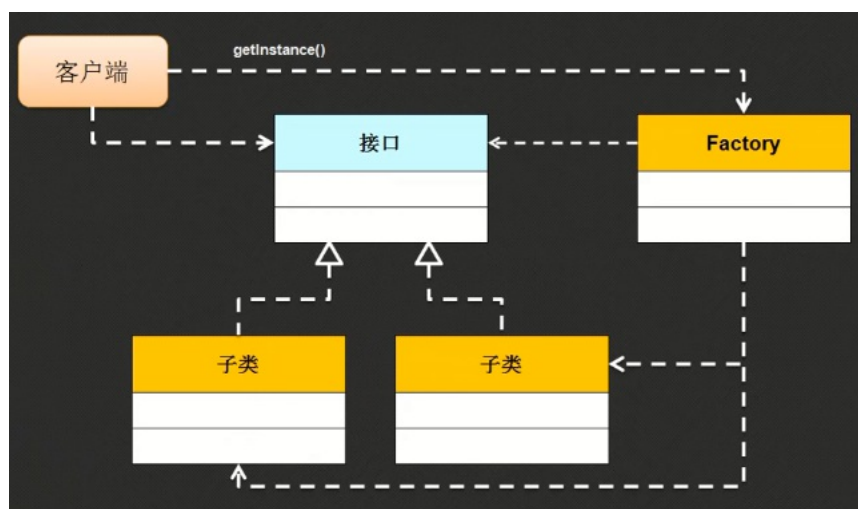 getInstance()
客户端
接口
Factory
子类
子类